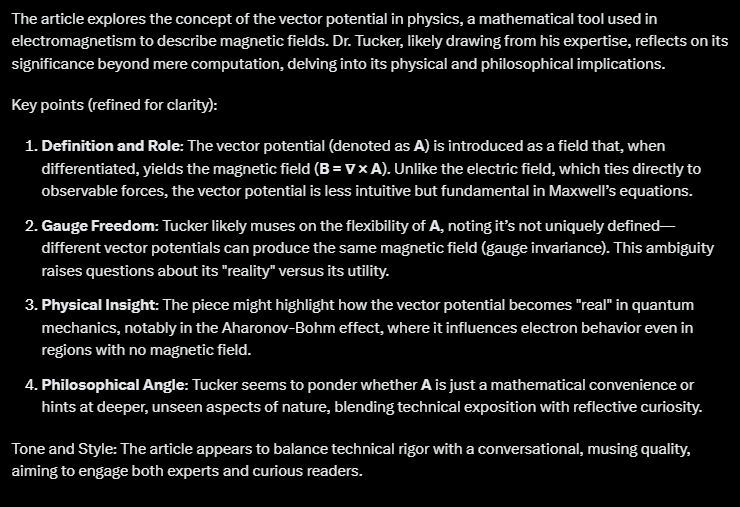 The article explores the concept of the vector potential in physics, a mathematical tool used in
electromagnetism to describe magnetic fields. Dr. Tucker, likely drawing from his expertise, reflects on its
significance beyond mere computation, delving into its physical and philosophical implications.
Key points (refined for clarity):
1. Definition and Role: The vector potential (denoted as A) is introduced as a field that, when
differentiated, yields the magnetic field (B = ∇ × A). Unlike the electric field, which ties directly to
observable forces, the vector potential is less intuitive but fundamental in Maxwell's equations.
2. Gauge Freedom: Tucker likely muses on the flexibility of A, noting it's not uniquely defined—
different vector potentials can produce the same magnetic field (gauge invariance). This ambiguity
raises questions about its "reality" versus its utility.
3. Physical Insight: The piece might highlight how the vector potential becomes "real" in quantum
mechanics, notably in the Aharonov-Bohm effect, where it influences electron behavior even in
regions with no magnetic field.
4. Philosophical Angle: Tucker seems to ponder whether A is just a mathematical convenience or
hints at deeper, unseen aspects of nature, blending technical exposition with reflective curiosity.
Tone and Style: The article appears to balance technical rigor with a conversational, musing quality,
aiming to engage both experts and curious readers.